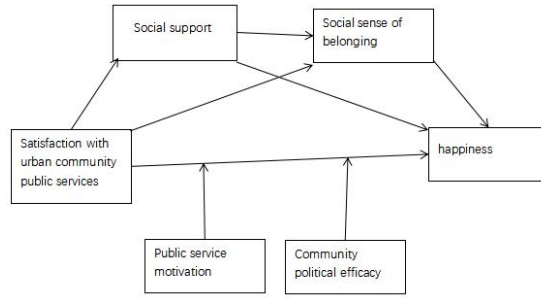 Social support
Social sense of
belonging
Satisfaction with
urban community
public services
happiness
Public service
motivation
Community
political efficacy